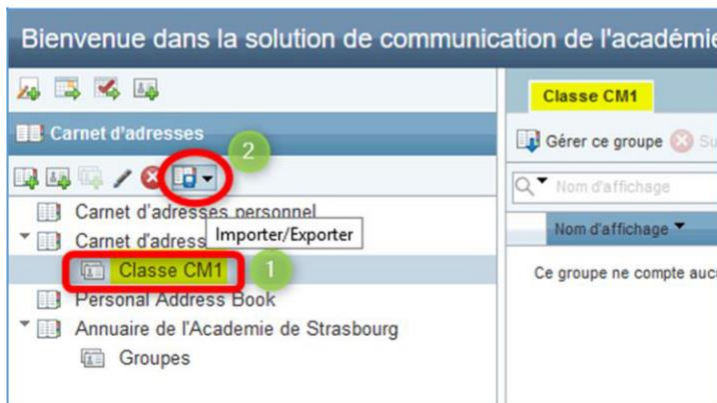 Bienvenue dans la solution de communication de l'académie
Carnet d'adresses
2
Carnet d'adresses personnel
Carnet d'adress
Importer/Exporter
Classe CM1
1
Personal Address Book
Annuaire de l'Academie de Strasbourg
Groupes
Classe CM1
Gérer ce groupe
Su
Nom d'affichage
Nom d'affichage
Ce groupe ne compte auc